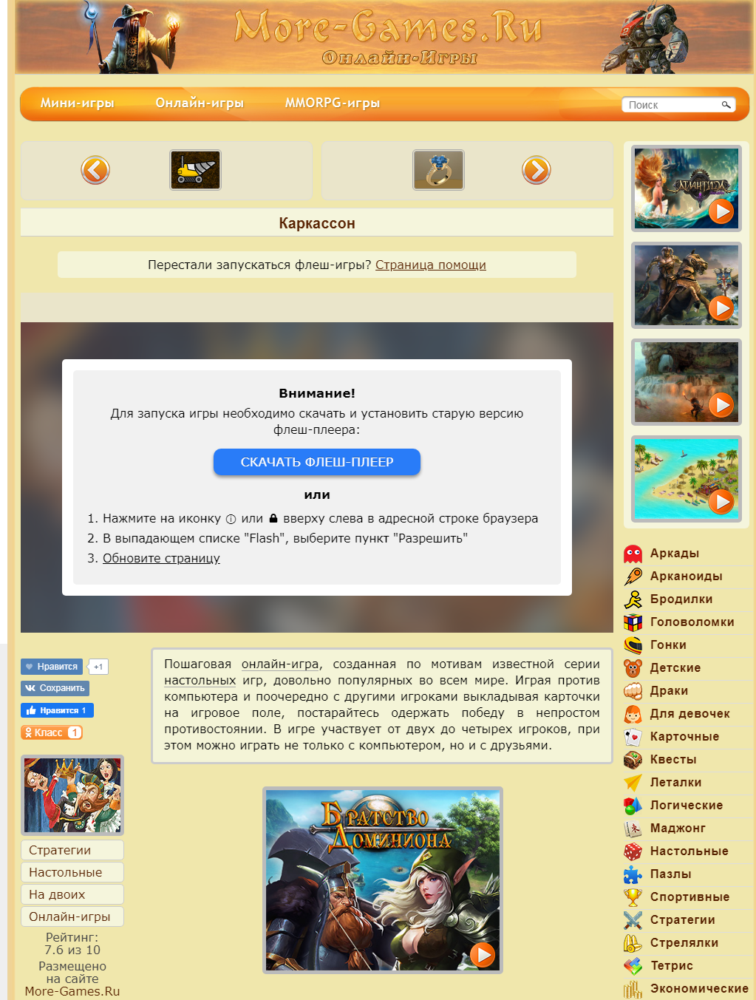 More-Games.Ru
Онлайн-Игры
Мини-игры Онлайн-игры MMORPG-игры Поиск
Каркассон
Перестали запускаться флеш-игры? Страница помощи
Внимание!
Для запуска игры необходимо скачать и установить старую версию
флеш-плеера:
СКАЧАТЬ ФЛЕШ-ПЛЕЕР
или
1. Нажмите на иконку ⓘ или 🔒 вверху слева в адресной строке браузера
2. В выпадающем списке "Flash", выберите пункт "Разрешить"
3. Обновите страницу
Нравится +1
Сохранить
Нравится 1
Класс 1
Стратегии
Настольные
На двоих
Онлайн-игры
Рейтинг:
7.6 из 10
Размещено
на сайте
More-Games.Ru
Пошаговая онлайн-игра, созданная по мотивам известной серии
настольных игр, довольно популярных во всем мире. Играя против
компьютера и поочередно с другими игроками выкладывая карточки
на игровое поле, постарайтесь одержать победу в непростом
противостоянии. В игре участвует от двух до четырех игроков, при
этом можно играть не только с компьютером, но и с друзьями.
Братство
Доминиона
Аркады
Арканоиды
Бродилки
Головоломки
Гонки
Детские
Драки
Для девочек
Карточные
Квесты
Леталки
Логические
Маджонг
Настольные
Пазлы
Спортивные
Стратегии
Стрелялки
Тетрис
Экономические